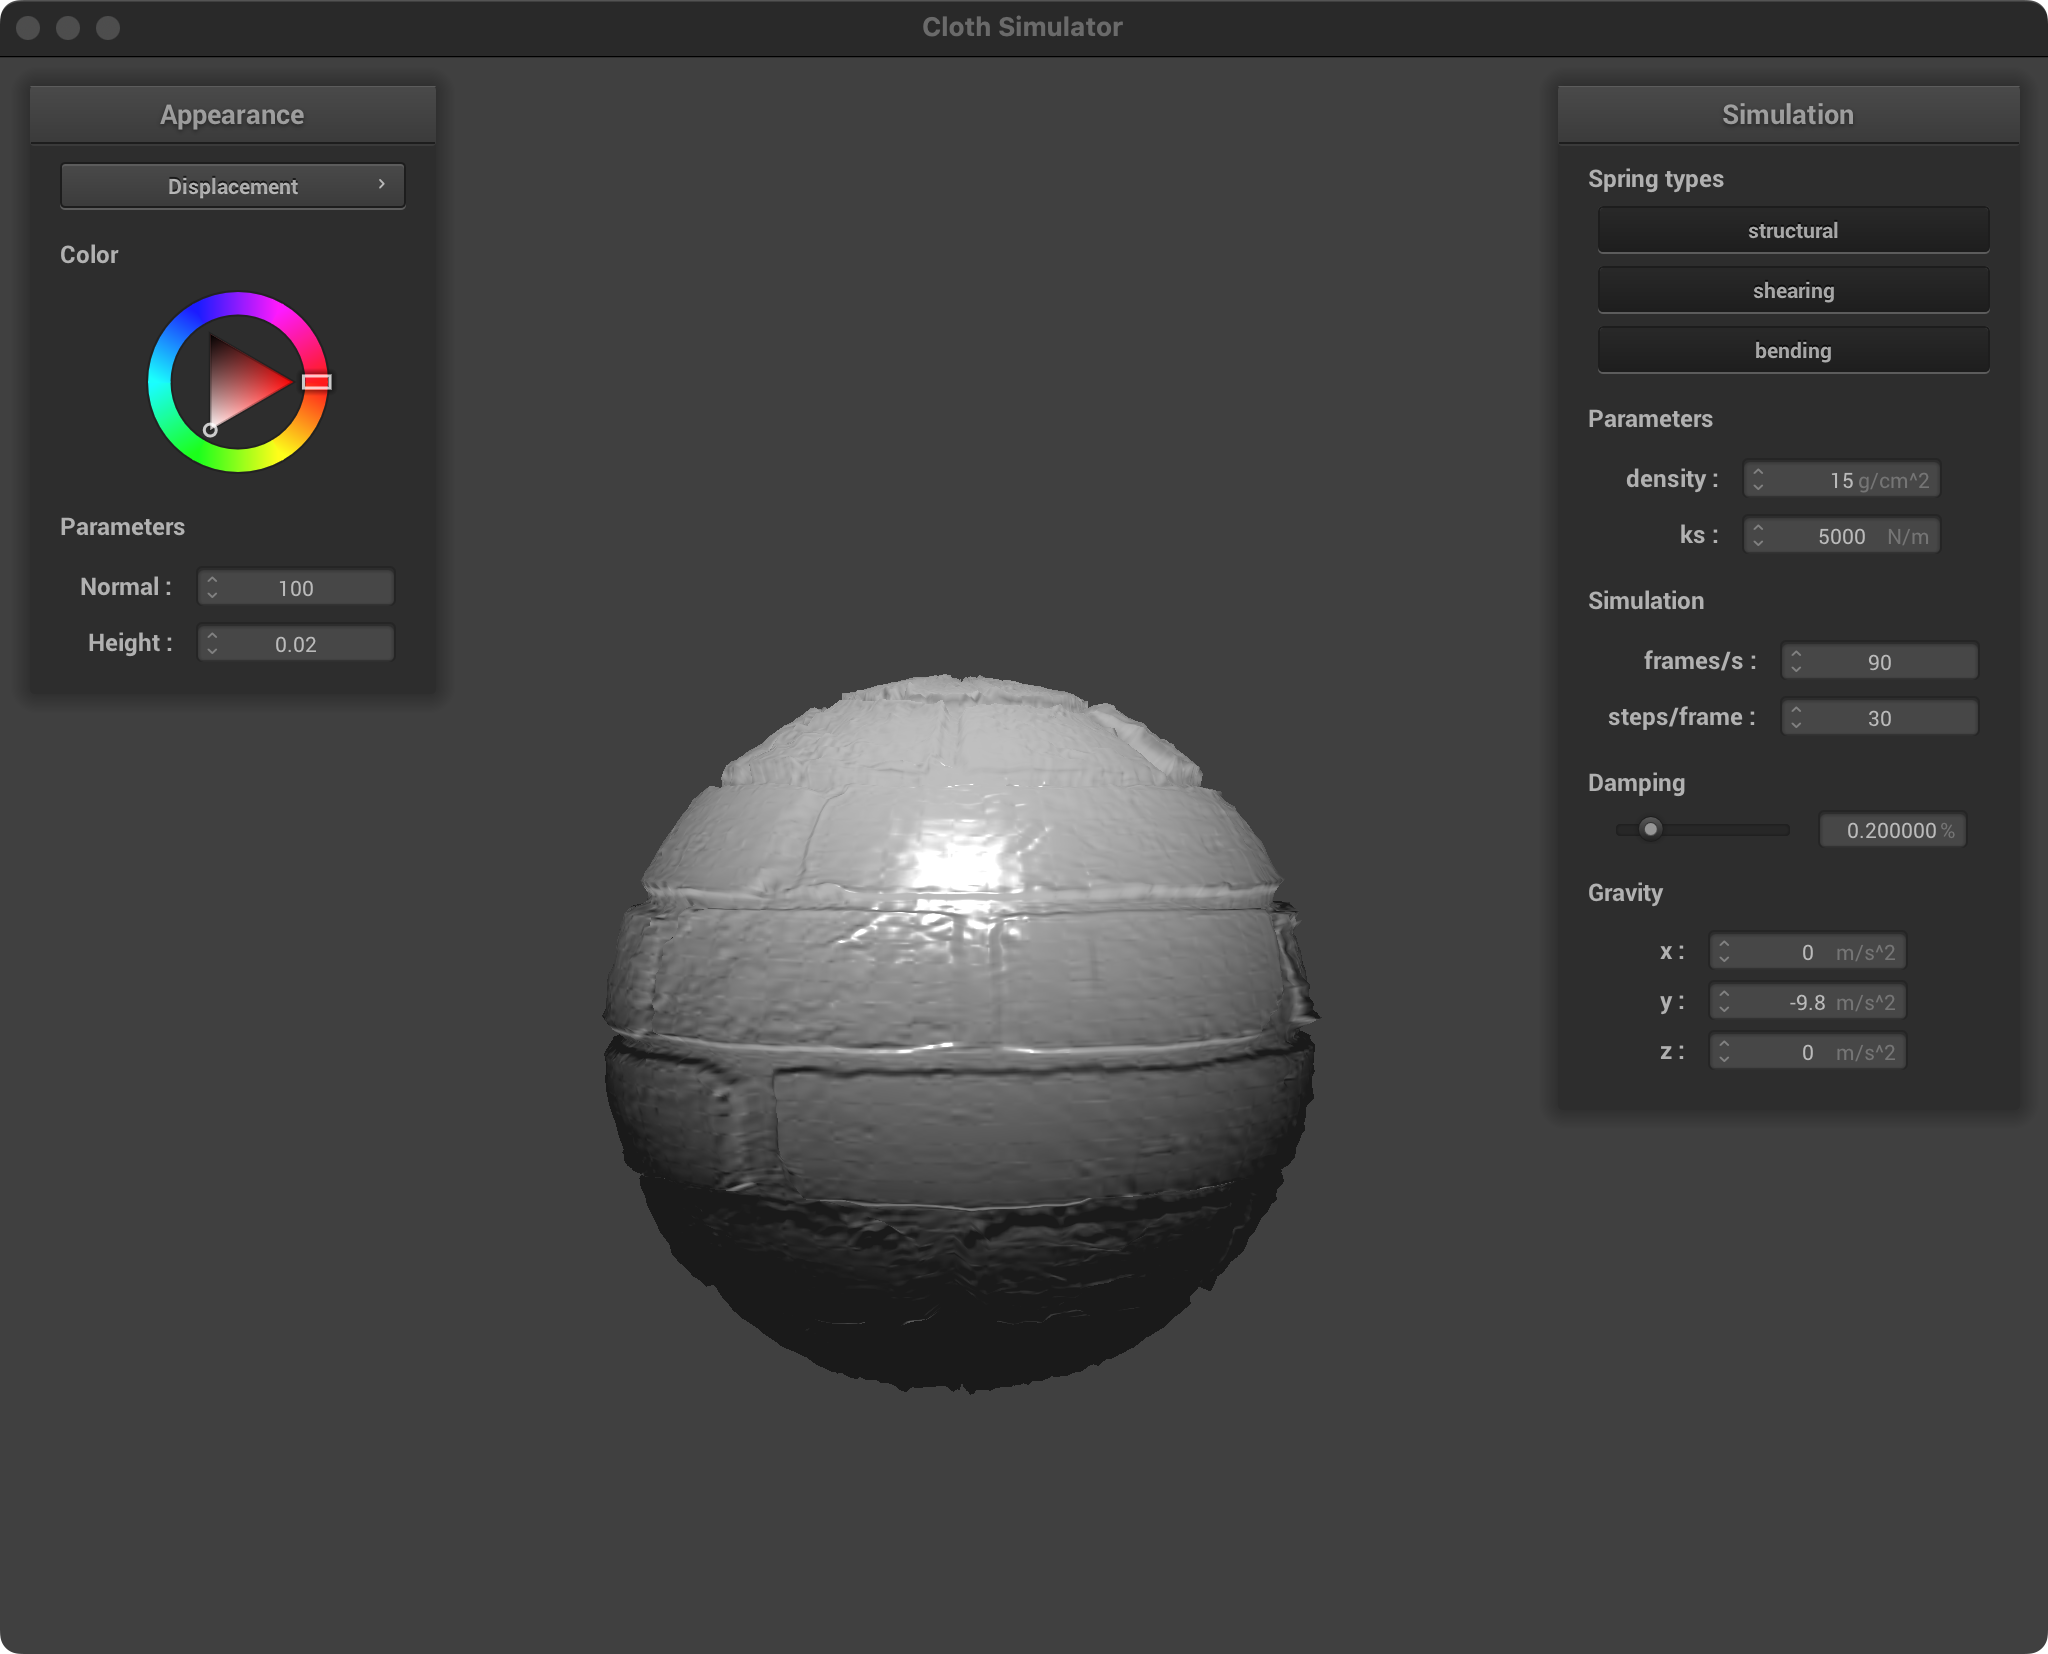 Cloth Simulator
Appearance
Displacement
Color
Parameters
Normal : 100
Height : 0.02
Simulation
Spring types
structural
shearing
bending
Parameters
density : 15 g/cm^2
ks : 5000 N/m
Simulation
frames/s : 90
steps/frame : 30
Damping
0.200000 %
Gravity
x : 0 m/s^2
y : -9.8 m/s^2
z : 0 m/s^2